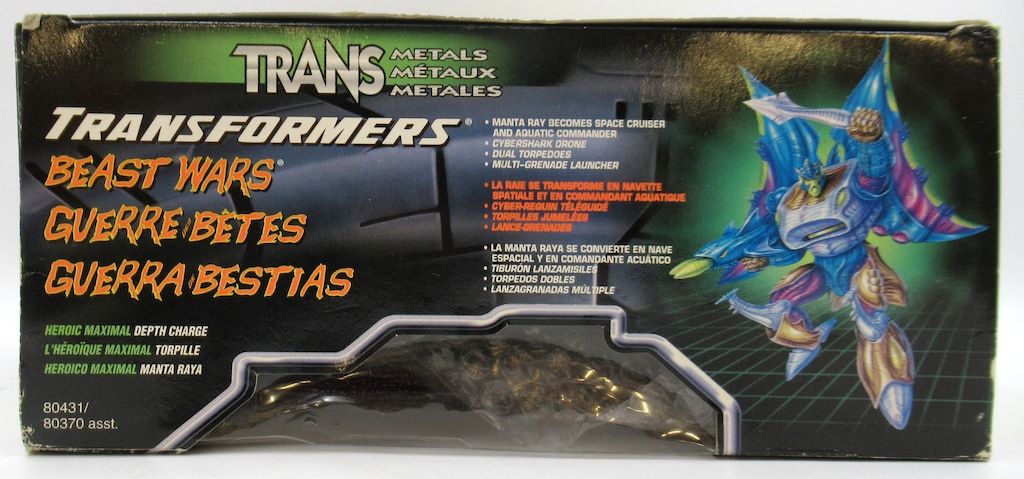 TRANS METALS
MÉTAUX
METALES
TRANSFORMERS®
BEAST WARS®
GUERRE BÊTES
GUERRA BESTIAS
HEROIC MAXIMAL DEPTH CHARGE
L'HÉROÏQUE MAXIMAL TORPILLE
HEROICO MAXIMAL MANTA RAYA
80431/
80370 asst.
• MANTA RAY BECOMES SPACE CRUISER
AND AQUATIC COMMANDER
• CYBERSHARK DRONE
• DUAL TORPEDOES
• MULTI-GRENADE LAUNCHER
• LA RAIE SE TRANSFORME EN NAVETTE
SPATIALE ET EN COMMANDANT AQUATIQUE
• CYBER-REQUIN TÉLÉGUIDÉ
• TORPILLES JUMELÉES
• LANCE-GRENADES
• LA MANTA RAYA SE CONVIERTE EN NAVE
ESPACIAL Y EN COMANDANTE ACUÁTICO
• TIBURÓN LANZAMISILES
• TORPEDOS DOBLES
• LANZAGRANADAS MÚLTIPLE